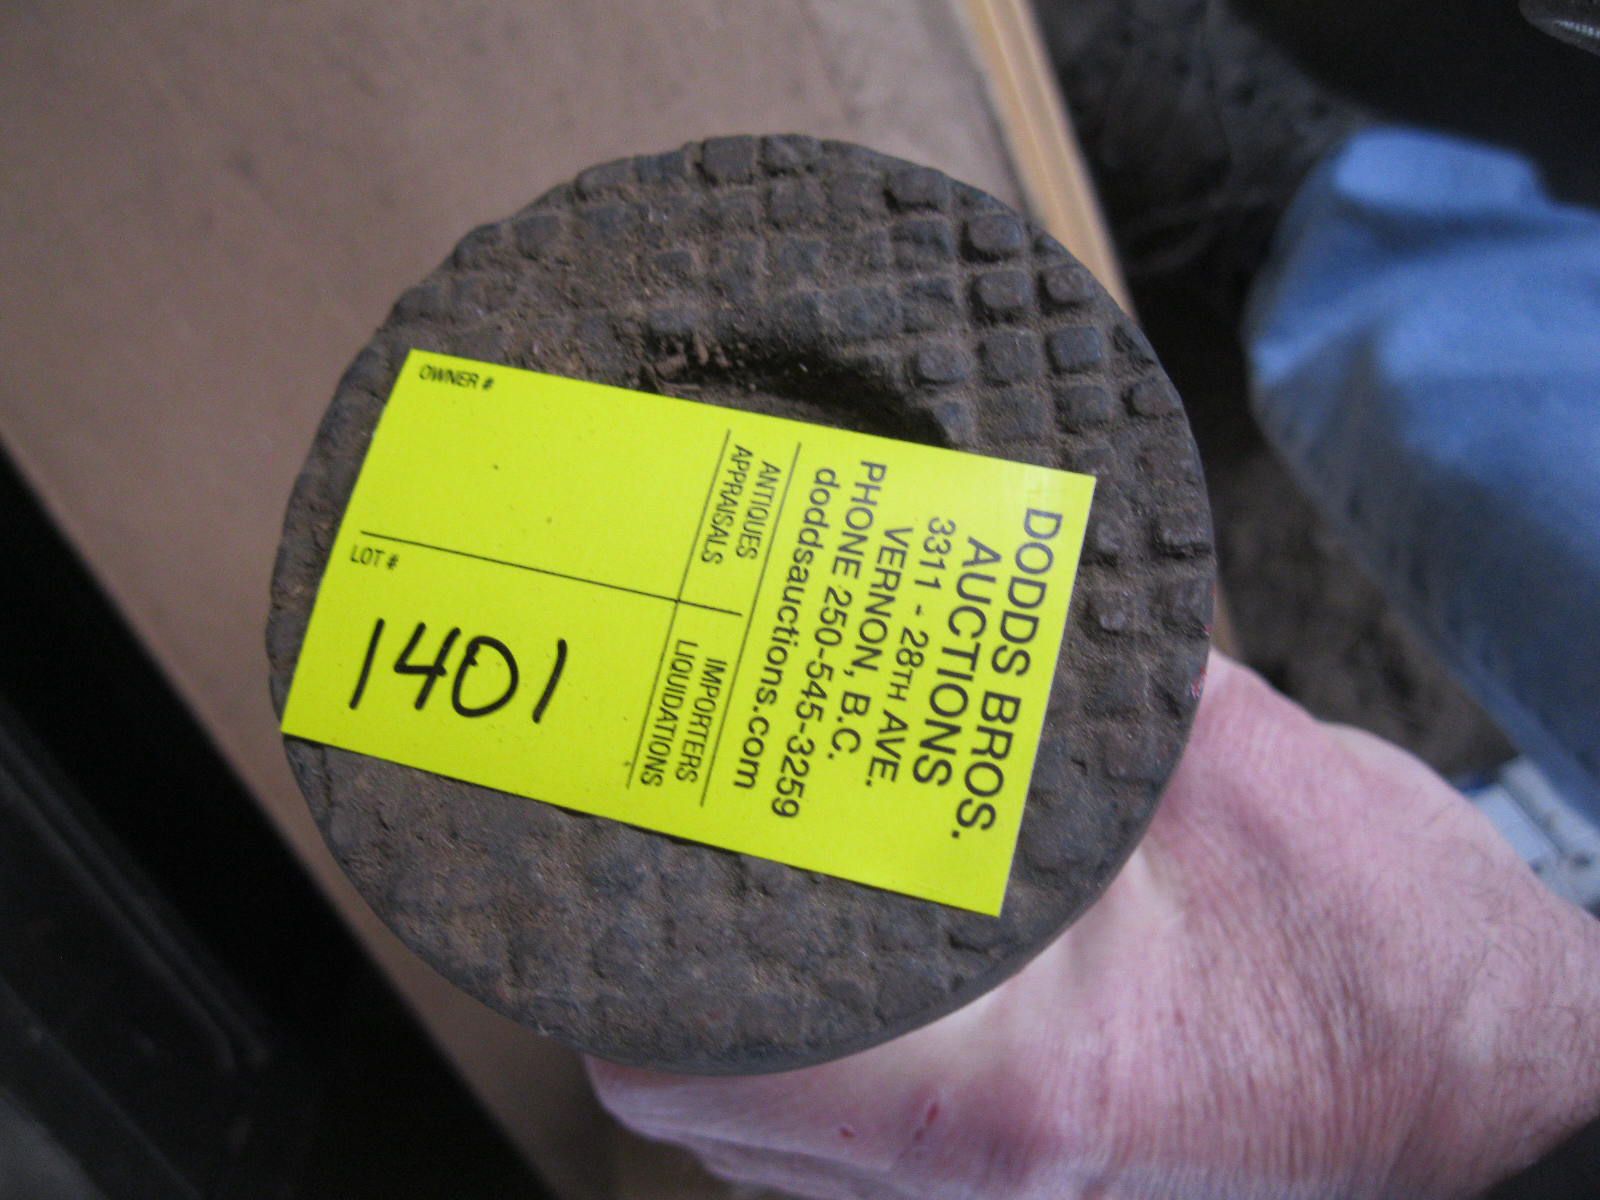 DODDS BROS.
AUCTIONS
3311 - 28TH AVE.
VERNON, B.C.
PHONE 250-545-3259
doddsauctions.com
ANTIQUES
APPRAISALS
IMPORTERS
LIQUIDATIONS
OWNER #
LOT #
1401